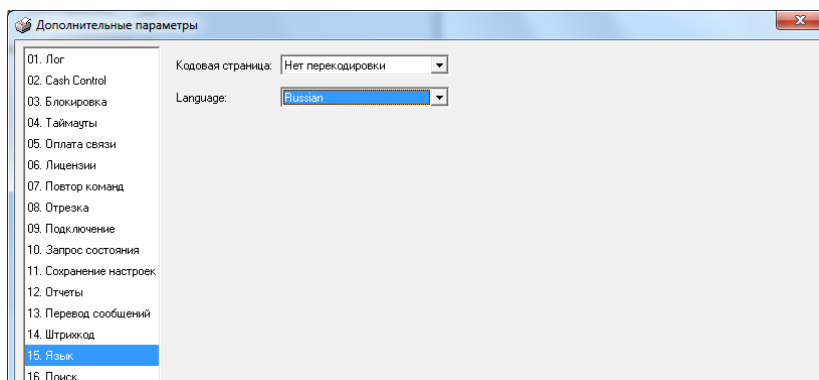 Дополнительные параметры
01. Лог
02. Cash Control
03. Блокировка
04. Таймауты
05. Оплата связи
06. Лицензии
07. Повтор команд
08. Отрезка
09. Подключение
10. Запрос состояния
11. Сохранение настроек
12. Отчеты
13. Перевод сообщений
14. Штрихкод
15. Язык
16. Поиск
Кодовая страница: Нет перекодировки
Language: Russian